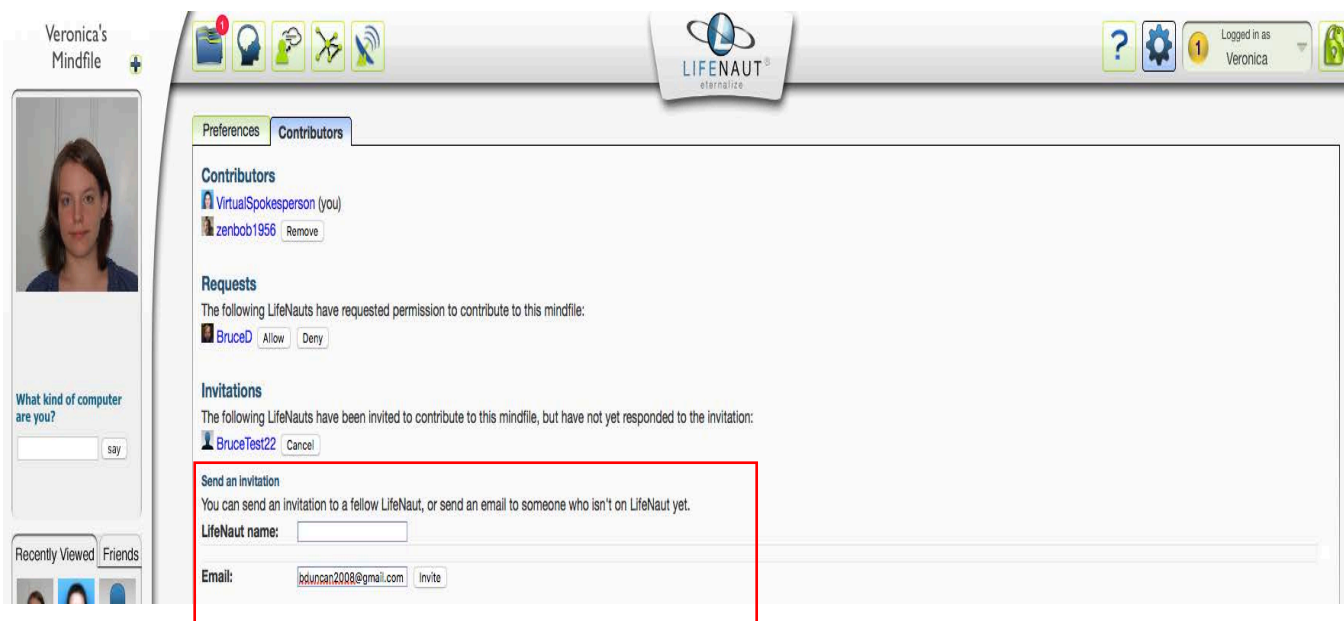 Veronica's
Mindfile
1
LIFENAUT®
eternalize
?
1
Logged in as
Veronica
Preferences
Contributors
Contributors
VirtualSpokesperson (you)
zenbob1956 Remove
Requests
The following LifeNauts have requested permission to contribute to this mindfile:
BruceD Allow Deny
Invitations
The following LifeNauts have been invited to contribute to this mindfile, but have not yet responded to the invitation:
BruceTest22 Cancel
Send an invitation
You can send an invitation to a fellow LifeNaut, or send an email to someone who isn't on LifeNaut yet.
LifeNaut name:
Email: bduncan2008@gmail.com Invite
What kind of computer
are you?
say
Recently Viewed Friends